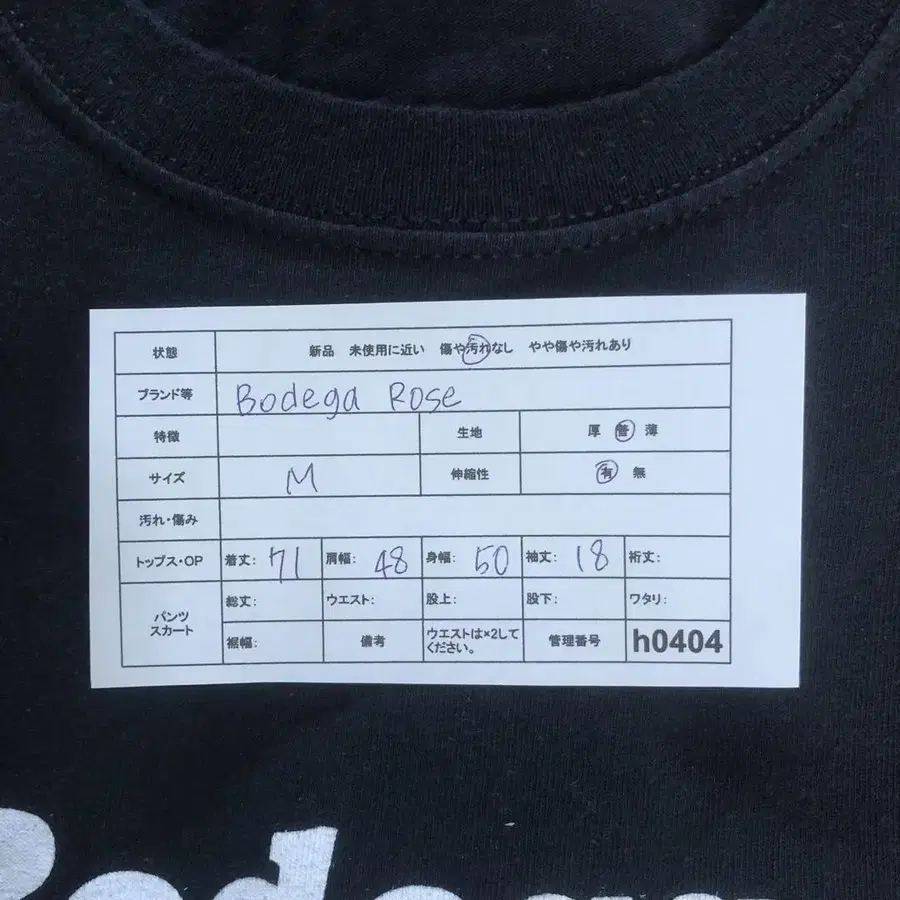 状態 新品 未使用に近い 傷や汚れなし やや傷や汚れあり
ブランド等 Bodega Rose
特徴 生地 厚 普 薄
サイズ M 伸縮性 有 無
汚れ・傷み
トップス・OP 着丈: 71 肩幅: 48 身幅: 50 袖丈: 18 裄丈:
パンツ スカート 総丈: ウエスト: 股上: 股下: ワタリ:
裾幅: 備考 ウエストは×2して
ください。 管理番号 h0404